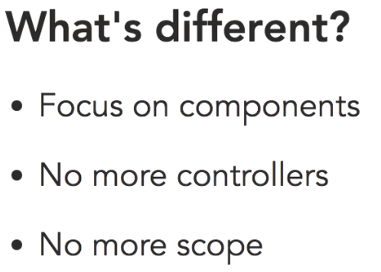 What's different?
• Focus on components
• No more controllers
• No more scope